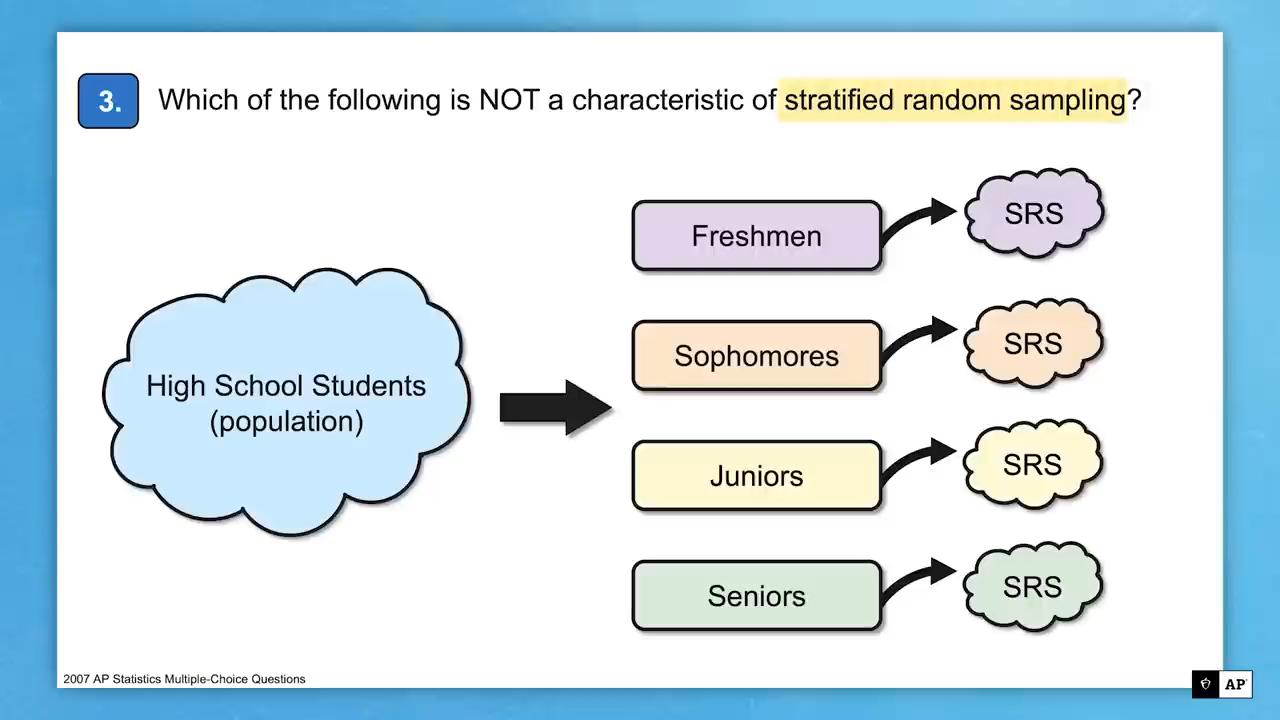 3. Which of the following is NOT a characteristic of stratified random sampling?
High School Students
(population)
Freshmen
SRS
Sophomores
SRS
Juniors
SRS
Seniors
SRS
2007 AP Statistics Multiple-Choice Questions
AP